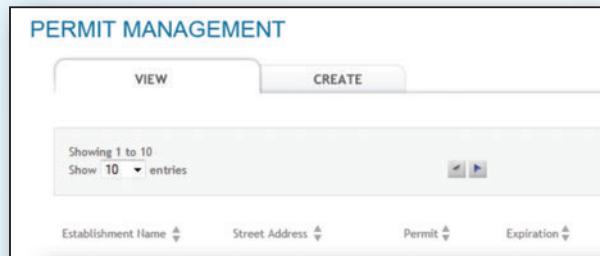 PERMIT MANAGEMENT
VIEW CREATE
Showing 1 to 10
Show 10 entries
Establishment Name Street Address Permit Expiration